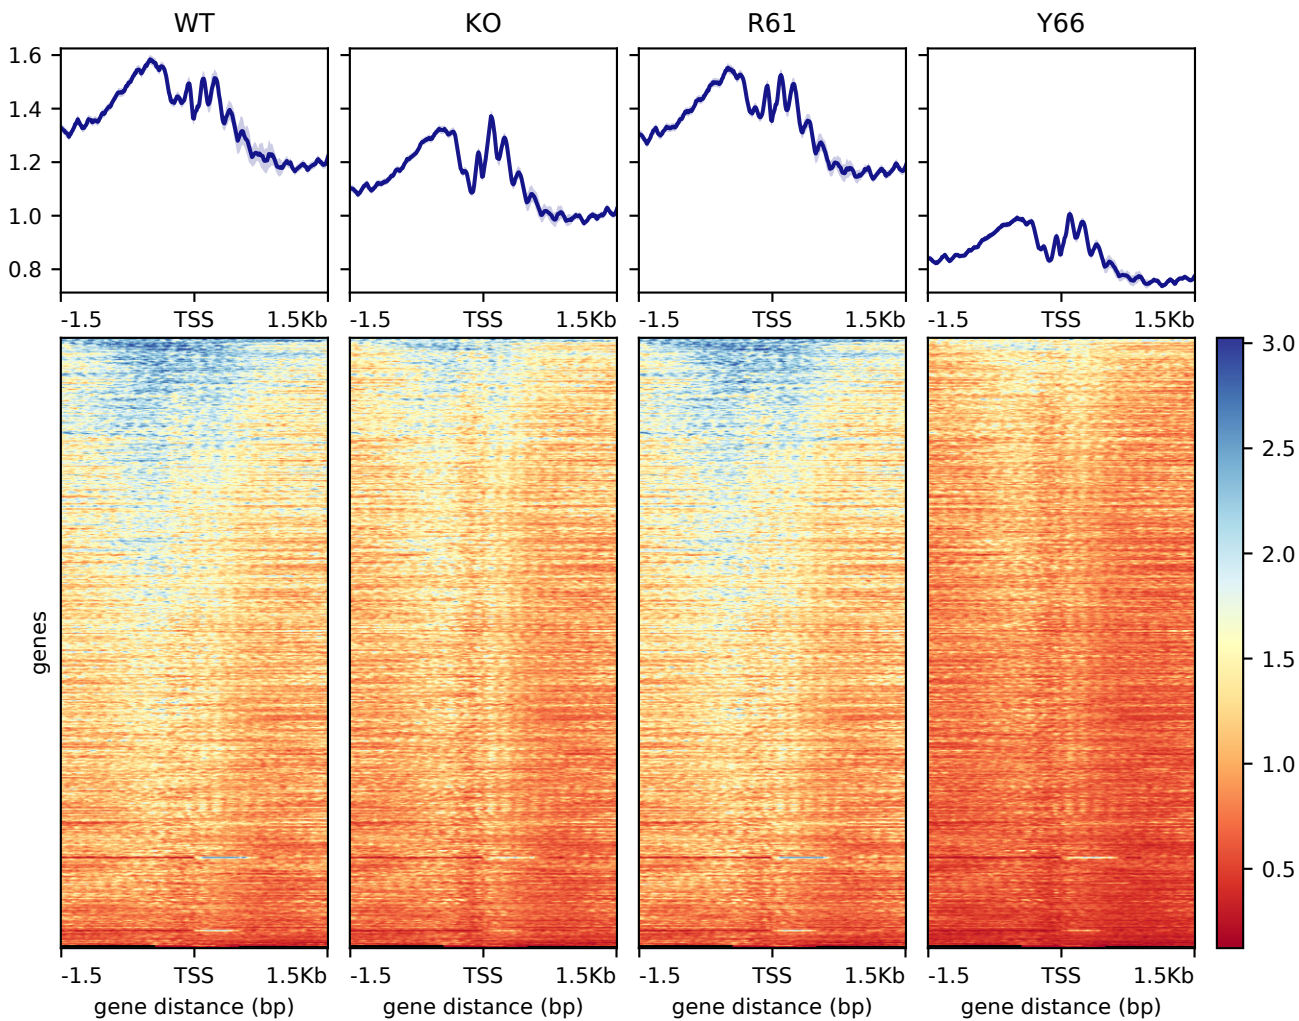 WT KO R61 Y66
1.6
1.4
1.2
1.0
0.8
-1.5 TSS 1.5Kb -1.5 TSS 1.5Kb -1.5 TSS 1.5Kb -1.5 TSS 1.5Kb
genes
3.0
2.5
2.0
1.5
1.0
0.5
-1.5 TSS 1.5Kb -1.5 TSS 1.5Kb -1.5 TSS 1.5Kb -1.5 TSS 1.5Kb
gene distance (bp) gene distance (bp) gene distance (bp) gene distance (bp)